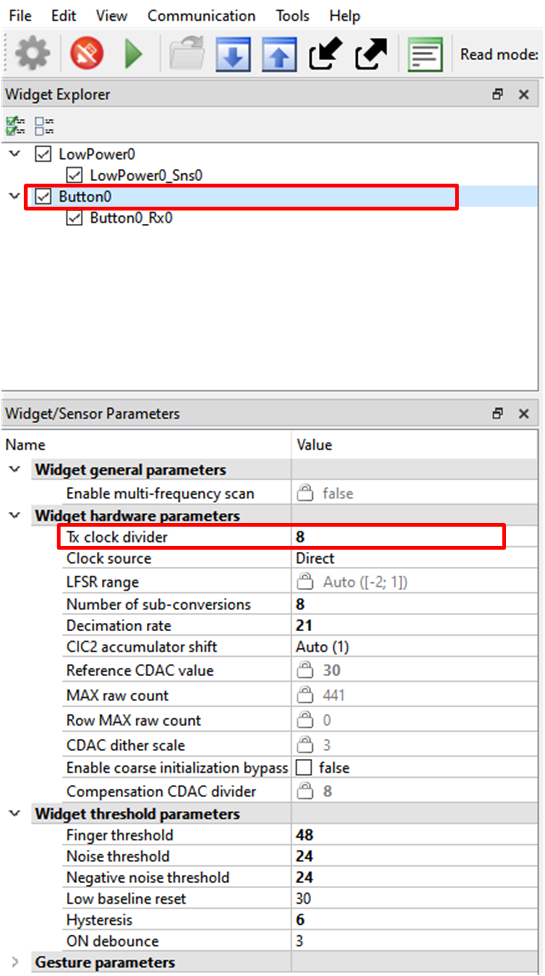 File Edit View Communication Tools Help
Read mode:
Widget Explorer
LowPower0
LowPower0_Sns0
Button0
Button0_Rx0
Widget/Sensor Parameters
Name Value
Widget general parameters
Enable multi-frequency scan false
Widget hardware parameters
Tx clock divider 8
Clock source Direct
LFSR range Auto ([-2; 1])
Number of sub-conversions 8
Decimation rate 21
CIC2 accumulator shift Auto (1)
Reference CDAC value 30
MAX raw count 441
Row MAX raw count 0
CDAC dither scale 3
Enable coarse initialization bypass false
Compensation CDAC divider 8
Widget threshold parameters
Finger threshold 48
Noise threshold 24
Negative noise threshold 24
Low baseline reset 30
Hysteresis 6
ON debounce 3
Gesture parameters